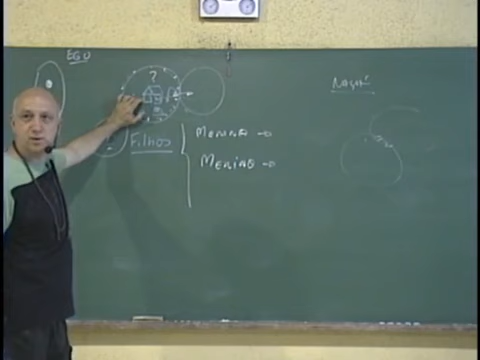 EGO
?
FILHOS
MENINA →
MENINO →